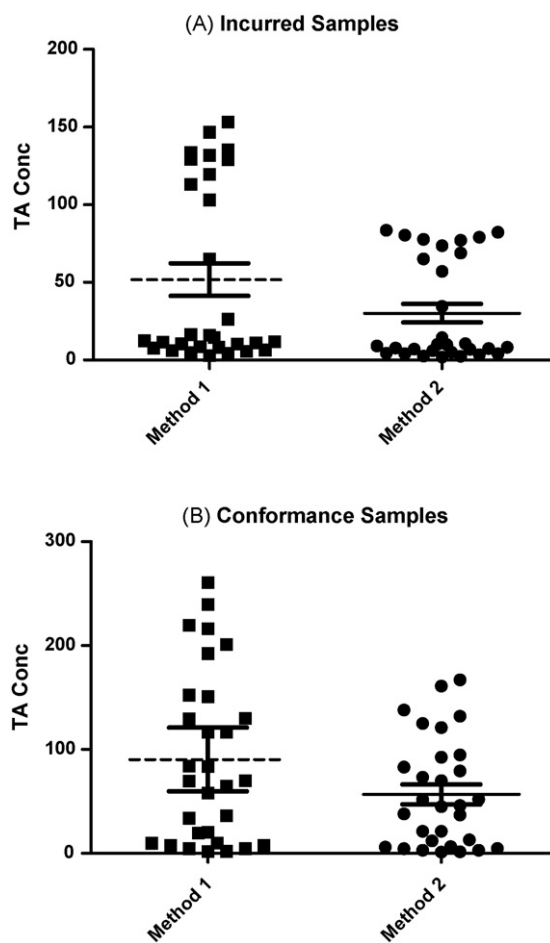 (A) Incurred Samples
200
150
100
50
0
TA Conc
Method 1
Method 2
(B) Conformance Samples
300
200
100
0
TA Conc
Method 1
Method 2